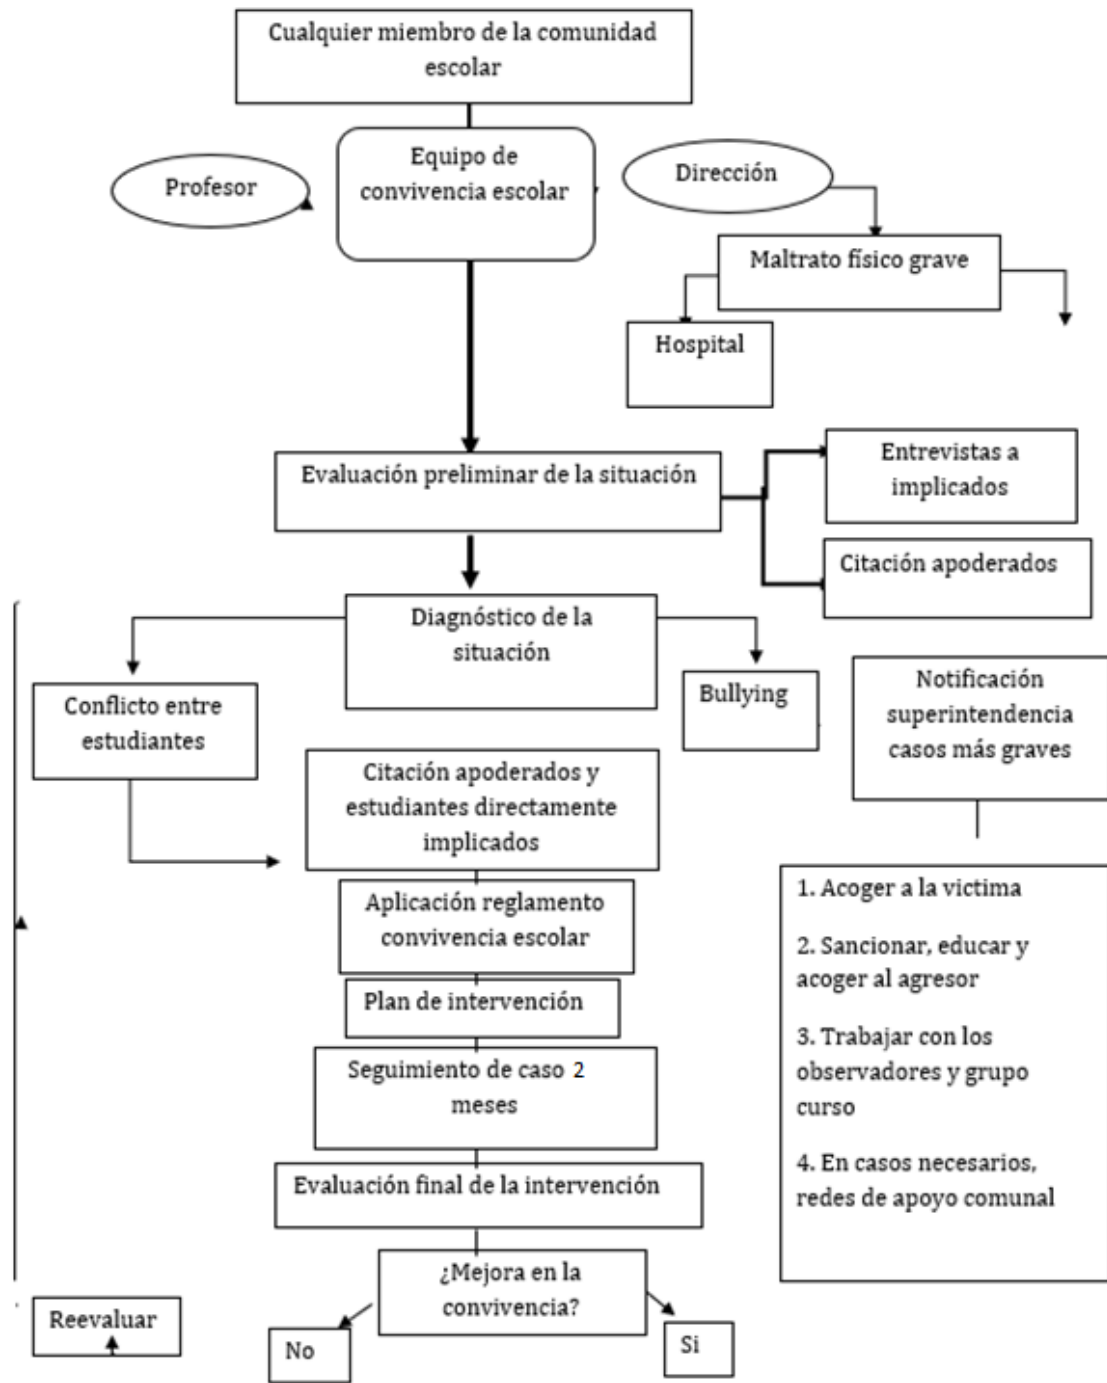 Cualquier miembro de la comunidad
escolar
Equipo de
convivencia escolar
Profesor
Dirección
Maltrato físico grave
Hospital
Evaluación preliminar de la situación
Entrevistas a
implicados
Citación apoderados
Diagnóstico de la
situación
Conflicto entre
estudiantes
Bullying
Notificación
superintendencia
casos más graves
Citación apoderados y
estudiantes directamente
implicados
Aplicación reglamento
convivencia escolar
Plan de intervención
Seguimiento de caso 2
meses
Evaluación final de la intervención
1. Acoger a la victima
2. Sancionar, educar y
acoger al agresor
3. Trabajar con los
observadores y grupo
curso
4. En casos necesarios,
redes de apoyo comunal
¿Mejora en la
convivencia?
Reevaluar
No
Si